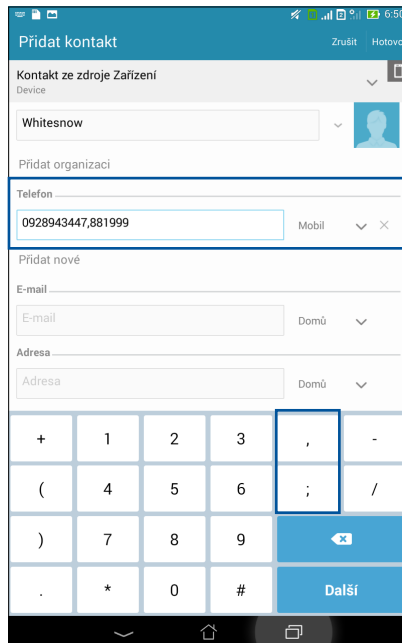 6:50
Přidat kontakt Zrušit Hotovo
Kontakt ze zdroje Zařízení
Device
Whitesnow
Přidat organizaci
Telefon
0928943447,881999 Mobil
Přidat nové
E-mail
E-mail Domů
Adresa
Adresa Domů
+ 1 2 3 , -
( 4 5 6 ; /
) 7 8 9
. * 0 # Další